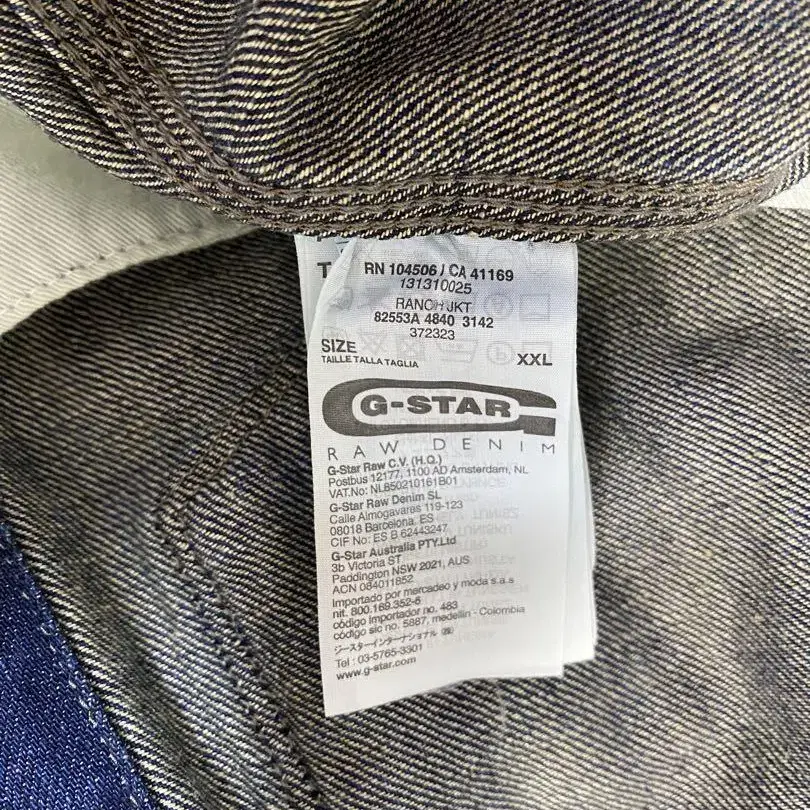 RN 104506 / CA 41169
131310025
RANCH JKT
82553A 4840 3142
372323
SIZE
TAILLE TALLA TAGLIA
XXL
G-STAR
RAW DENIM
G-Star Raw C.V. (H.Q.)
Postbus 12177, 1100 AD Amsterdam, NL
VAT.No: NL850210161B01
G-Star Raw Denim SL
Calle Almogavares 119-123
08018 Barcelona, ES
CIF No: ES B 62443247
G-Star Australia PTY.Ltd
3b Victoria ST
Paddington NSW 2021, AUS
ACN 084011852
Importado por mercadeo y moda s.a.s
nit. 800.169.352-6
código importador no. 483
código sic no. 5887, medellin - Colombia
ジースターインターナショナル ㈱
Tel : 03-5765-3301
www.g-star.com